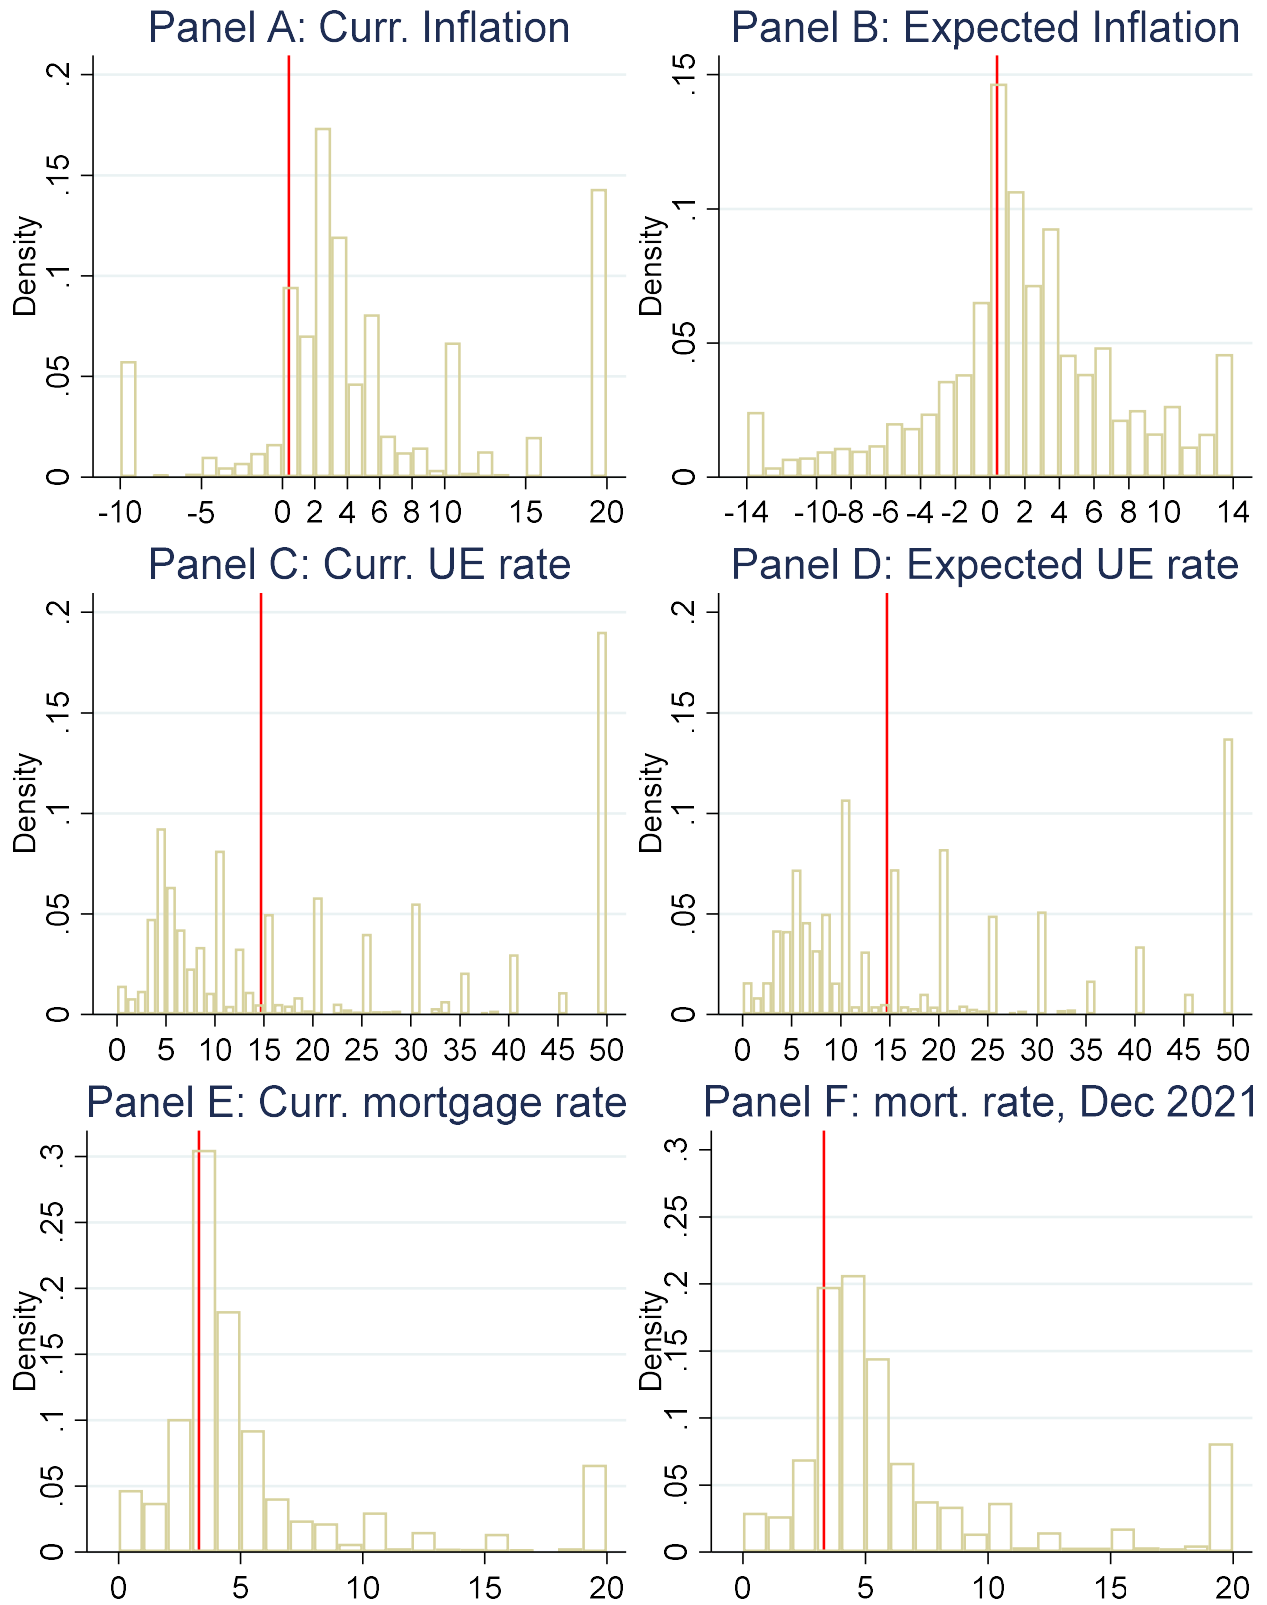 Panel A: Curr. Inflation
Density
0 .05 .1 .15 .2
-10 -5 0 2 4 6 8 10 15 20
Panel B: Expected Inflation
Density
0 .05 .1 .15
-14 -10 -8 -6 -4 -2 0 2 4 6 8 10 14
Panel C: Curr. UE rate
Density
0 .05 .1 .15 .2
0 5 10 15 20 25 30 35 40 45 50
Panel D: Expected UE rate
Density
0 .05 .1 .15 .2
0 5 10 15 20 25 30 35 40 45 50
Panel E: Curr. mortgage rate
Density
0 .05 .1 .15 .2 .25 .3
0 5 10 15 20
Panel F: mort. rate, Dec 2021
Density
0 .05 .1 .15 .2 .25 .3
0 5 10 15 20